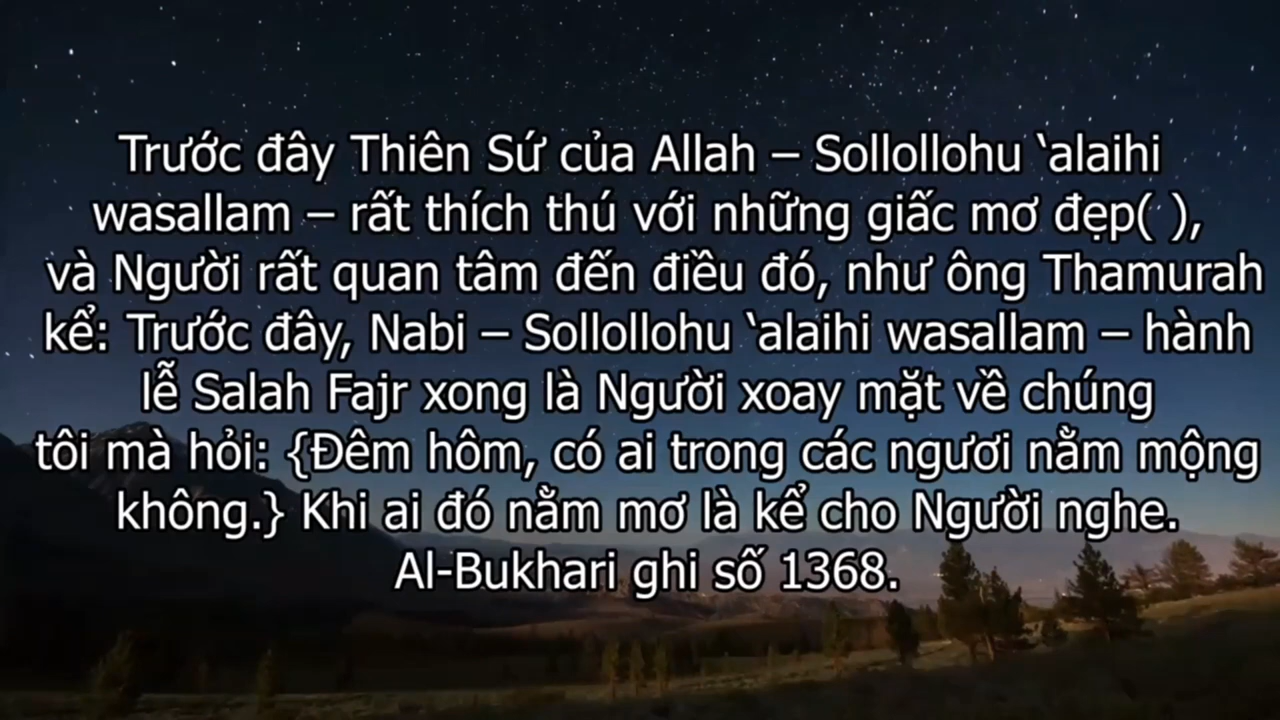 Trước đây Thiên Sứ của Allah – Sollollohu ‘alaihi
wasallam – rất thích thú với những giấc mơ đẹp( ),
và Người rất quan tâm đến điều đó, như ông Thamurah
kể: Trước đây, Nabi – Sollollohu ‘alaihi wasallam – hành
lễ Salah Fajr xong là Người xoay mặt về chúng
tôi mà hỏi: {Đêm hôm, có ai trong các ngươi nằm mộng
không.} Khi ai đó nằm mơ là kể cho Người nghe.
Al-Bukhari ghi số 1368.